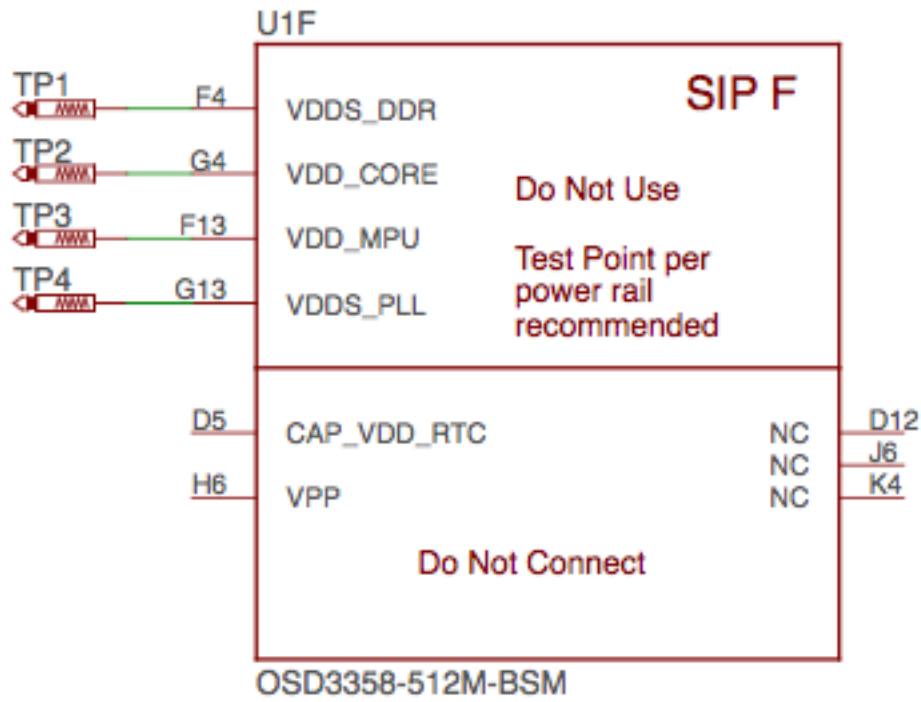 U1F
SIP F
TP1 F4 VDDS_DDR
TP2 G4 VDD_CORE
Do Not Use
TP3 F13 VDD_MPU
Test Point per
power rail
recommended
TP4 G13 VDDS_PLL
D5 CAP_VDD_RTC NC D12
NC J6
H6 VPP NC K4
Do Not Connect
OSD3358-512M-BSM